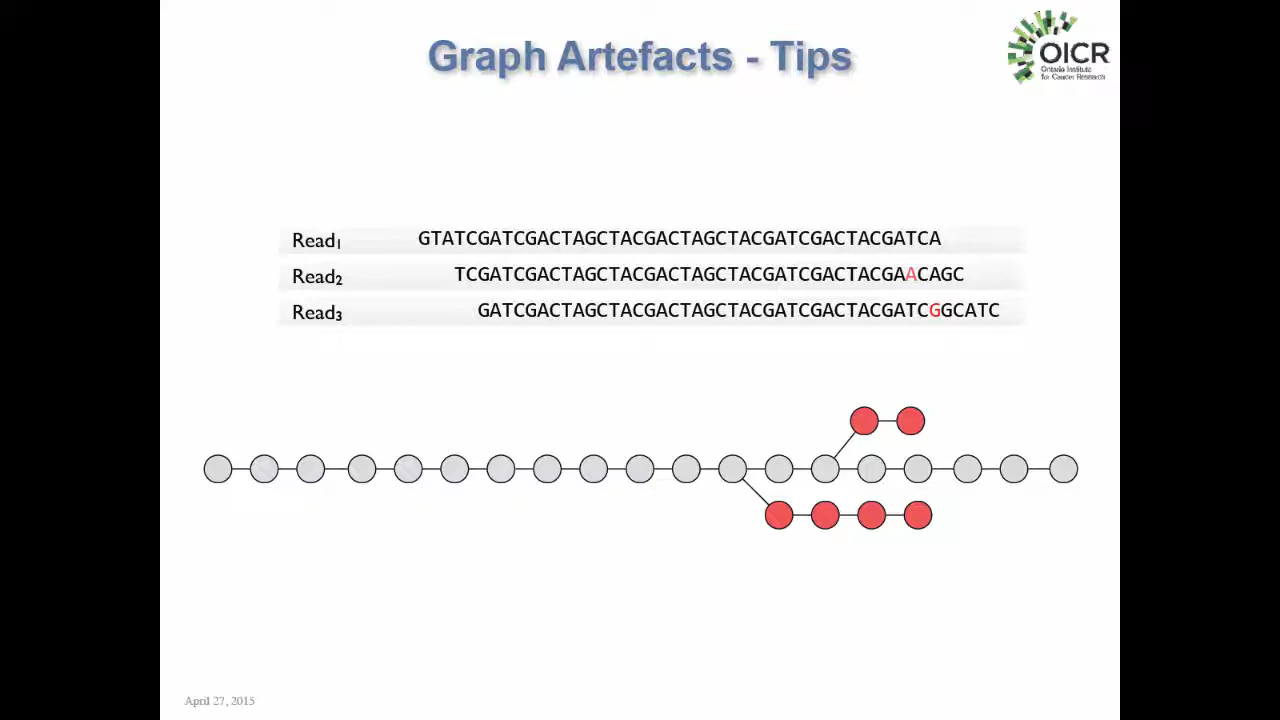 Graph Artefacts - Tips
OICR
Ontario Institute
for Cancer Research
Read₁ GTATCGATCGACTAGCTACGACTAGCTACGATCGACTACGATCA
Read₂ TCGATCGACTAGCTACGACTAGCTACGATCGACTACGAACAGC
Read₃ GATCGACTAGCTACGACTAGCTACGATCGACTACGATCGGCATC
April 27, 2015